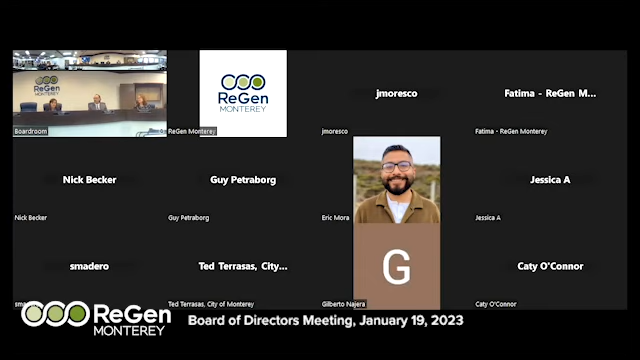 ReGen
MONTEREY
Boardroom
ReGen
MONTEREY
ReGen Monterey
jmoresco
jmoresco
Fatima - ReGen M...
Fatima - ReGen Monterey
Nick Becker
Nick Becker
Guy Petraborg
Guy Petraborg
Eric Mora
Jessica A
Jessica A
smadero
Ted Terrasas, City...
Ted Terrasas, City of Monterey
G
Gilberto Najera
Caty O'Connor
Caty O'Connor
ReGen
MONTEREY
Board of Directors Meeting, January 19, 2023